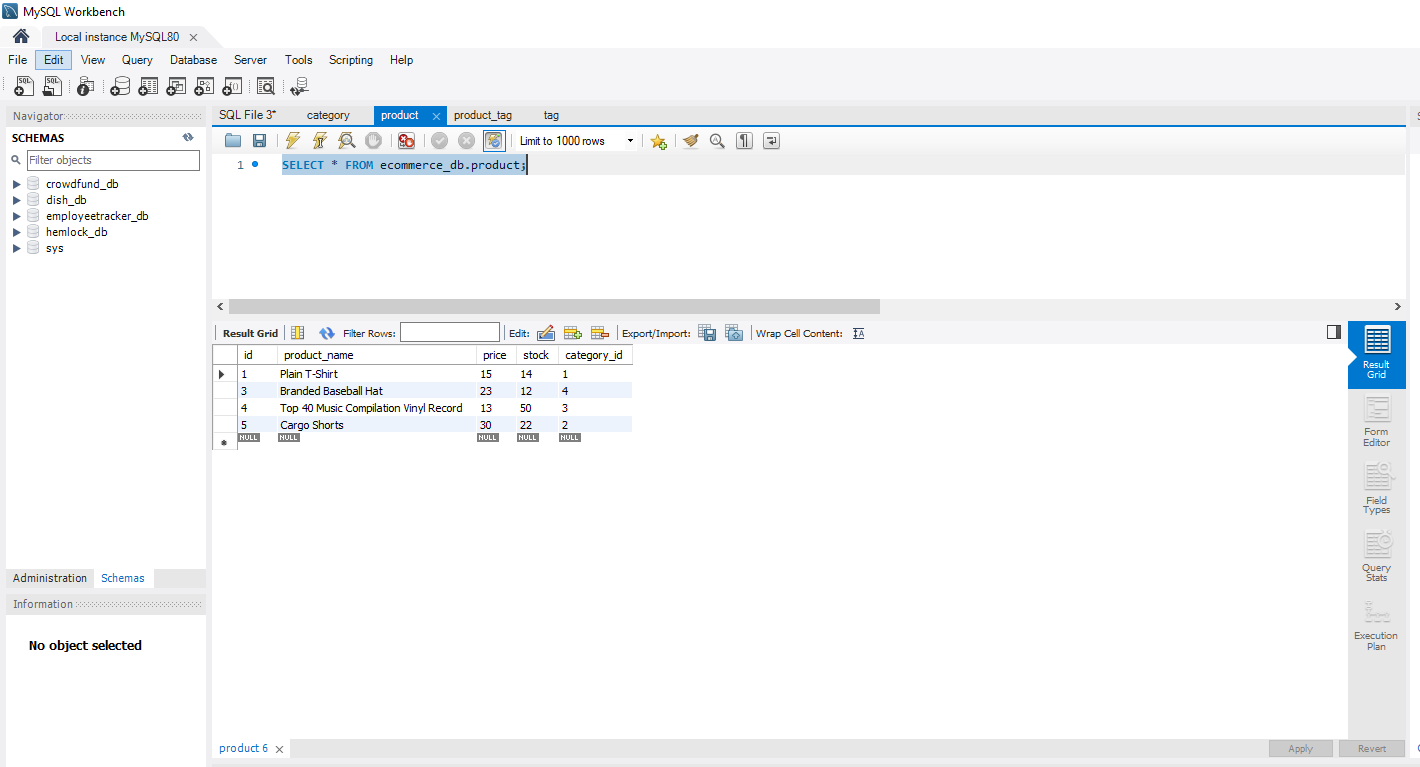 MySQL Workbench
Local instance MySQL80
File Edit View Query Database Server Tools Scripting Help
Navigator
SCHEMAS
Filter objects
crowdfund_db
dish_db
employeetracker_db
hemlock_db
sys
Administration Schemas
Information
No object selected
SQL File 3* category product product_tag tag
Limit to 1000 rows
1 SELECT * FROM ecommerce_db.product;
Result Grid Filter Rows: Edit: Export/Import: Wrap Cell Content:
id product_name price stock category_id
1 Plain T-Shirt 15 14 1
3 Branded Baseball Hat 23 12 4
4 Top 40 Music Compilation Vinyl Record 13 50 3
5 Cargo Shorts 30 22 2
NULL NULL NULL NULL NULL
Result
Grid
Form
Editor
Field
Types
Query
Stats
Execution
Plan
product 6 Apply Revert